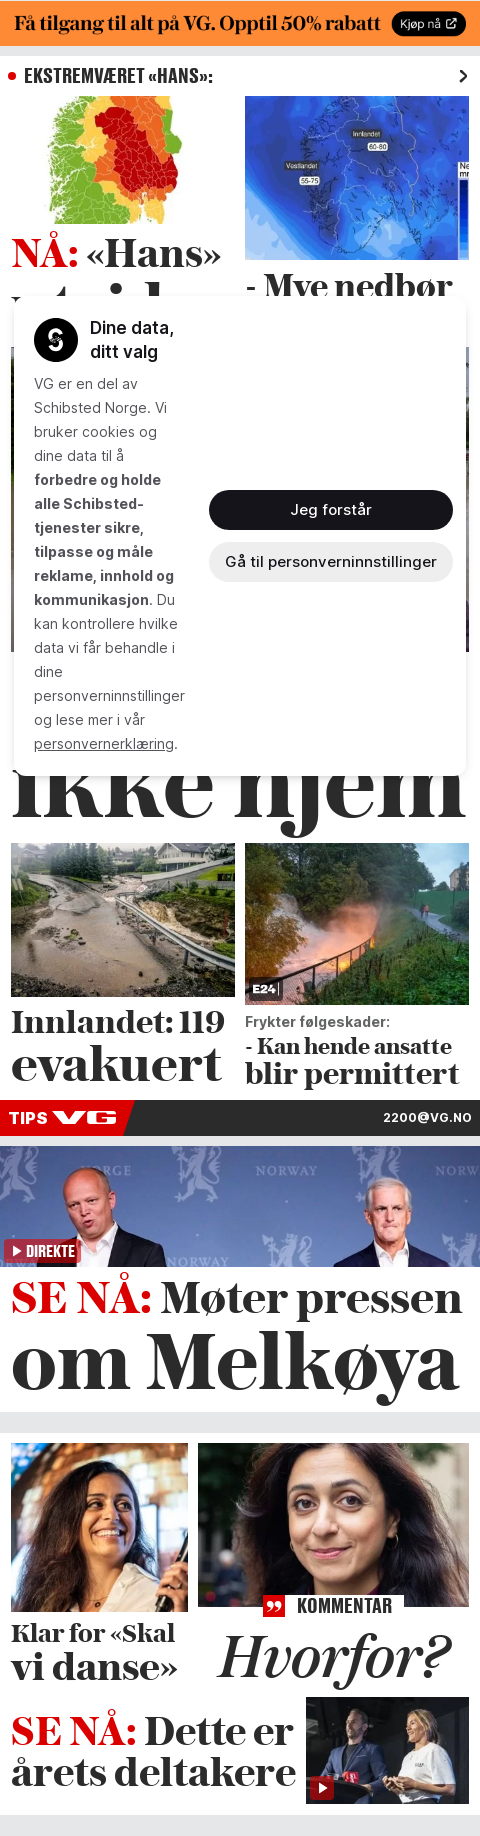 Få tilgang til alt på VG. Opptil 50% rabatt
Kjøp nå
EKSTREMVÆRET «HANS»:
Innlandet
60-80
Vestlandet
55-75
NÅ: «Hans»
- Mye nedbør
Dine data,
ditt valg
VG er en del av
Schibsted Norge. Vi
bruker cookies og
dine data til å
forbedre og holde
alle Schibsted-
tjenester sikre,
tilpasse og måle
reklame, innhold og
kommunikasjon. Du
kan kontrollere hvilke
data vi får behandle i
dine
personverninnstillinger
og lese mer i vår
personvernerklæring.
Jeg forstår
Gå til personverninnstillinger
ikke hjem
E24
Innlandet: 119
evakuert
Frykter følgeskader:
- Kan hende ansatte
blir permittert
TIPS VG
2200@VG.NO
NORWAY
NORWAY
DIREKTE
SE NÅ: Møter pressen
om Melkøya
Klar for «Skal
vi danse»
KOMMENTAR
Hvorfor?
SE NÅ: Dette er
årets deltakere